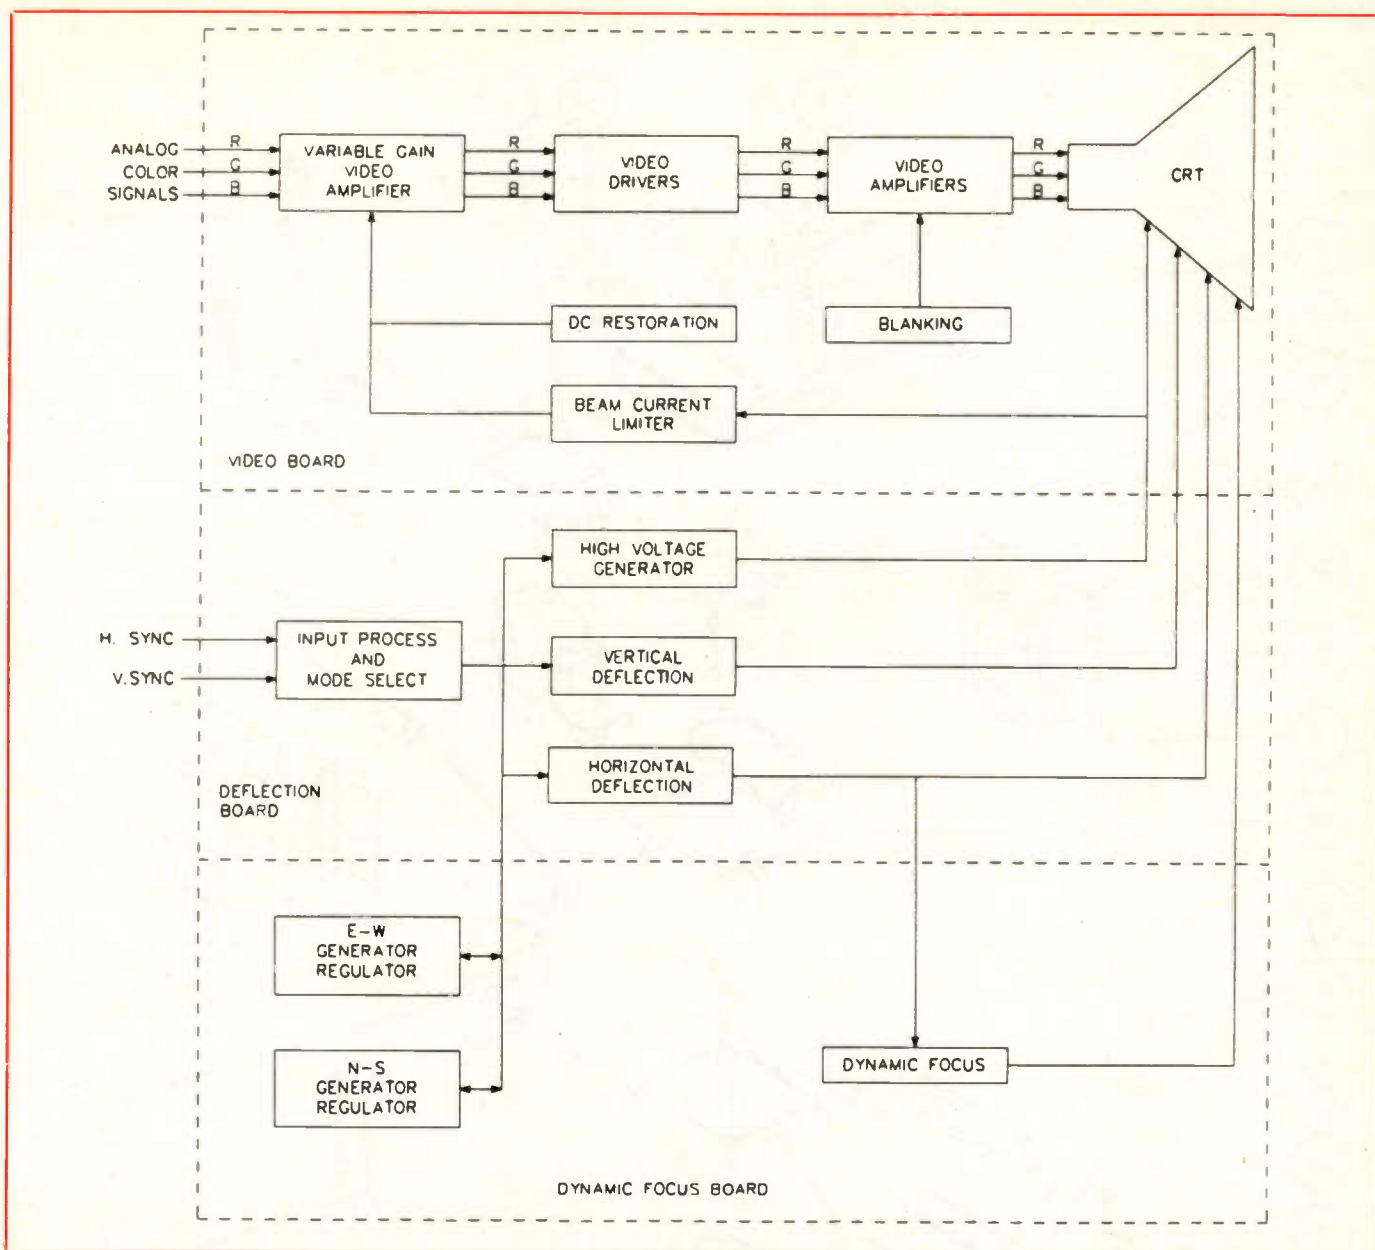 ANALOG
COLOR
SIGNALS
R
G
B
VARIABLE GAIN
VIDEO
AMPLIFIER
R
G
B
VIDEO
DRIVERS
R
G
B
VIDEO
AMPLIFIERS
R
G
B
CRT
DC RESTORATION
BLANKING
BEAM CURRENT
LIMITER
VIDEO BOARD
HIGH VOLTAGE
GENERATOR
H. SYNC
V.SYNC
INPUT PROCESS
AND
MODE SELECT
VERTICAL
DEFLECTION
HORIZONTAL
DEFLECTION
DEFLECTION
BOARD
E-W
GENERATOR
REGULATOR
N-S
GENERATOR
REGULATOR
DYNAMIC FOCUS
DYNAMIC FOCUS BOARD